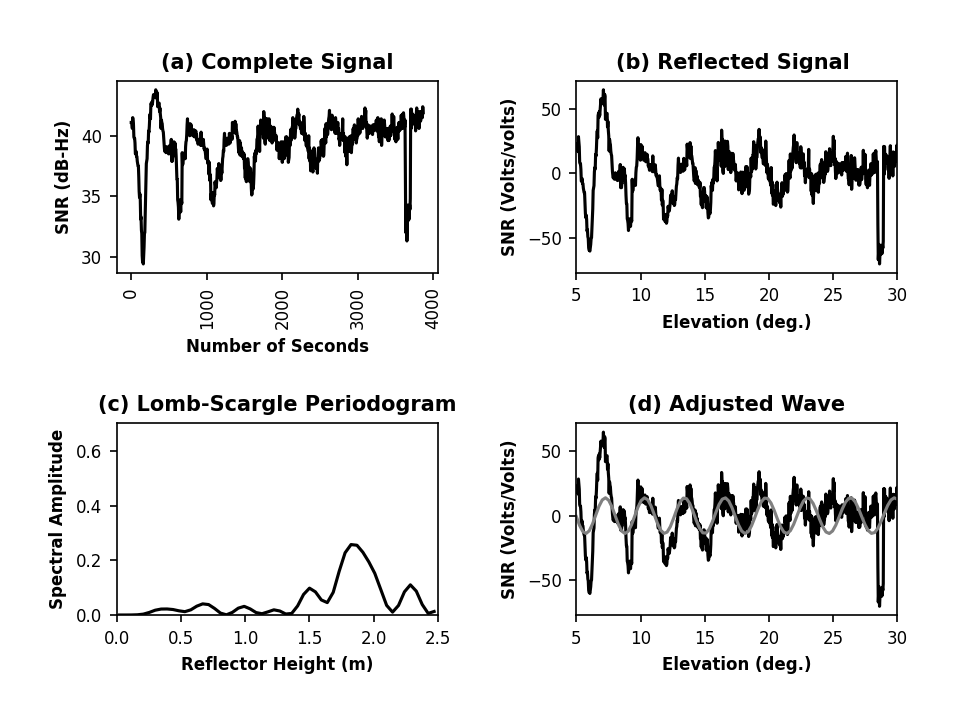 (a) Complete Signal
SNR (dB-Hz)
40
35
30
0
1000
2000
3000
4000
Number of Seconds
(b) Reflected Signal
SNR (Volts/volts)
50
0
−50
5 10 15 20 25 30
Elevation (deg.)
(c) Lomb-Scargle Periodogram
Spectral Amplitude
0.6
0.4
0.2
0.0
0.0 0.5 1.0 1.5 2.0 2.5
Reflector Height (m)
(d) Adjusted Wave
SNR (Volts/Volts)
50
0
−50
5 10 15 20 25 30
Elevation (deg.)